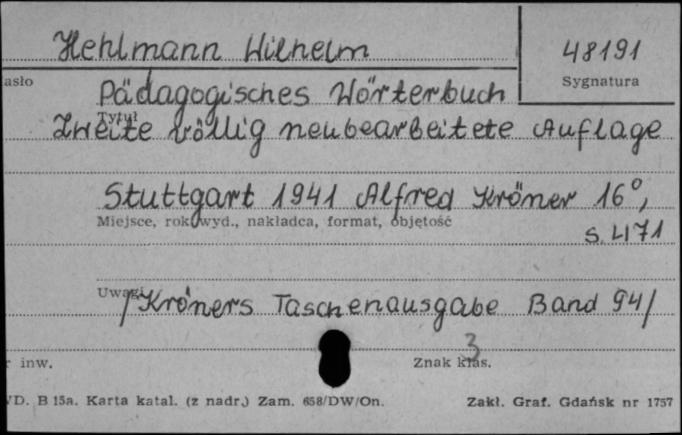 Hehlmann Wilhelm
48191
asło
Sygnatura
Pädagogisches Wörterbuch
Tytuł
Zweite völlig neubearbeitete Auflage
Stuttgart 1941 Alfred Kröner 16°,
Miejsce, rok wyd., nakładca, format, objętość
s. 471
Uwagi
/Kröners Taschenausgabe Band 94/
3
r inw.
Znak klas.
D. B 15a. Karta katal. (z nadr.) Zam. 658/DW/On.
Zakł. Graf. Gdańsk nr 1757